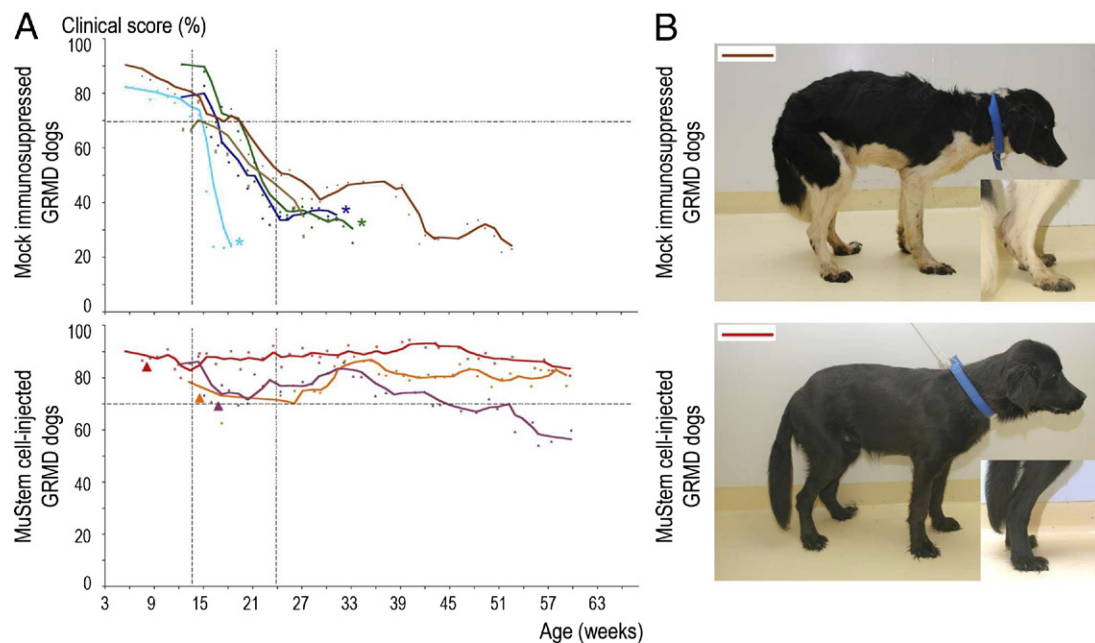 A
Clinical score (%)
Mock immunosuppressed
GRMD dogs
100
80
60
40
20
0
*
*
*
MuStem cell-injected
GRMD dogs
100
80
60
40
20
0
3 9 15 21 27 33 39 45 51 57 63
Age (weeks)
B
Mock immunosuppressed
GRMD dogs
MuStem cell-injected
GRMD dogs